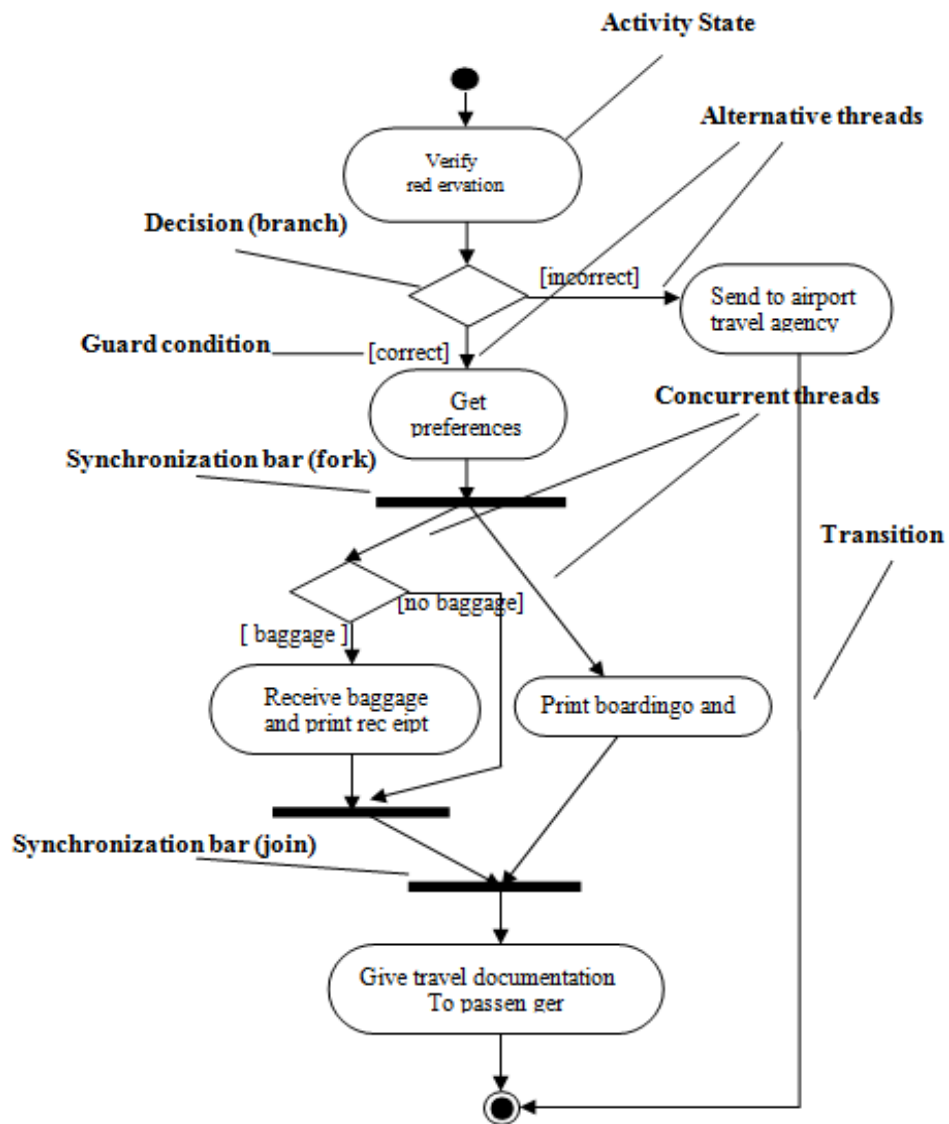 Activity State
Alternative threads
Verify
red ervation
Decision (branch)
[incorrect]
Send to airport
travel agency
Guard condition
[correct]
Get
preferences
Concurrent threads
Synchronization bar (fork)
Transition
[no baggage]
[ baggage ]
Receive baggage
and print rec eipt
Print boardingo and
Synchronization bar (join)
Give travel documentation
To passen ger